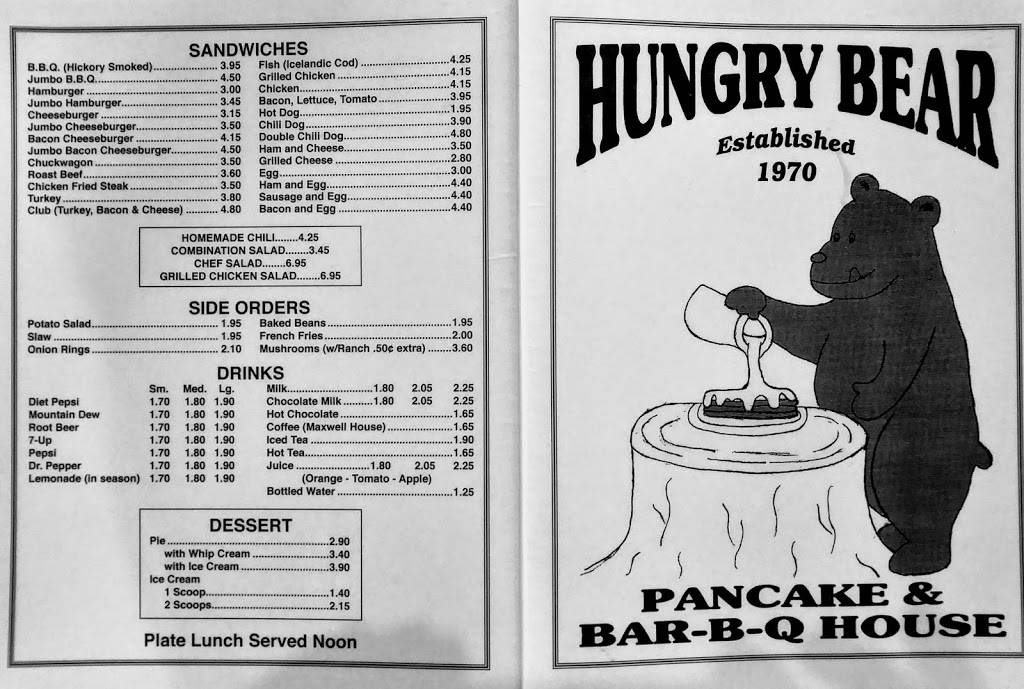 SANDWICHES
B.B.Q. (Hickory Smoked) 3.95
Jumbo B.B.Q. 4.50
Hamburger 3.00
Jumbo Hamburger 3.45
Cheeseburger 3.15
Jumbo Cheeseburger 3.50
Bacon Cheeseburger 4.15
Jumbo Bacon Cheeseburger 4.50
Chuckwagon 3.50
Roast Beef 3.60
Chicken Fried Steak 3.50
Turkey 3.80
Club (Turkey, Bacon & Cheese) 4.80
Fish (Icelandic Cod) 4.25
Grilled Chicken 4.15
Chicken 4.15
Bacon, Lettuce, Tomato 3.95
Hot Dog 1.95
Chili Dog 3.90
Double Chili Dog 4.80
Ham and Cheese 3.50
Grilled Cheese 2.80
Egg 3.00
Ham and Egg 4.40
Sausage and Egg 4.40
Bacon and Egg 4.40
HOMEMADE CHILI........4.25
COMBINATION SALAD........3.45
CHEF SALAD........6.95
GRILLED CHICKEN SALAD........6.95
SIDE ORDERS
Potato Salad 1.95
Slaw 1.95
Onion Rings 2.10
Baked Beans 1.95
French Fries 2.00
Mushrooms (w/Ranch .50¢ extra) 3.60
DRINKS
Sm. Med. Lg.
Diet Pepsi 1.70 1.80 1.90
Mountain Dew 1.70 1.80 1.90
Root Beer 1.70 1.80 1.90
7-Up 1.70 1.80 1.90
Pepsi 1.70 1.80 1.90
Dr. Pepper 1.70 1.80 1.90
Lemonade (in season) 1.70 1.80 1.90
Milk 1.80 2.05 2.25
Chocolate Milk 1.80 2.05 2.25
Hot Chocolate 1.65
Coffee (Maxwell House) 1.65
Iced Tea 1.90
Hot Tea 1.65
Juice 1.80 2.05 2.25
(Orange - Tomato - Apple)
Bottled Water 1.25
DESSERT
Pie 2.90
with Whip Cream 3.40
with Ice Cream 3.90
Ice Cream
1 Scoop 1.40
2 Scoops 2.15
Plate Lunch Served Noon
HUNGRY BEAR
Established
1970
PANCAKE &
BAR-B-Q HOUSE